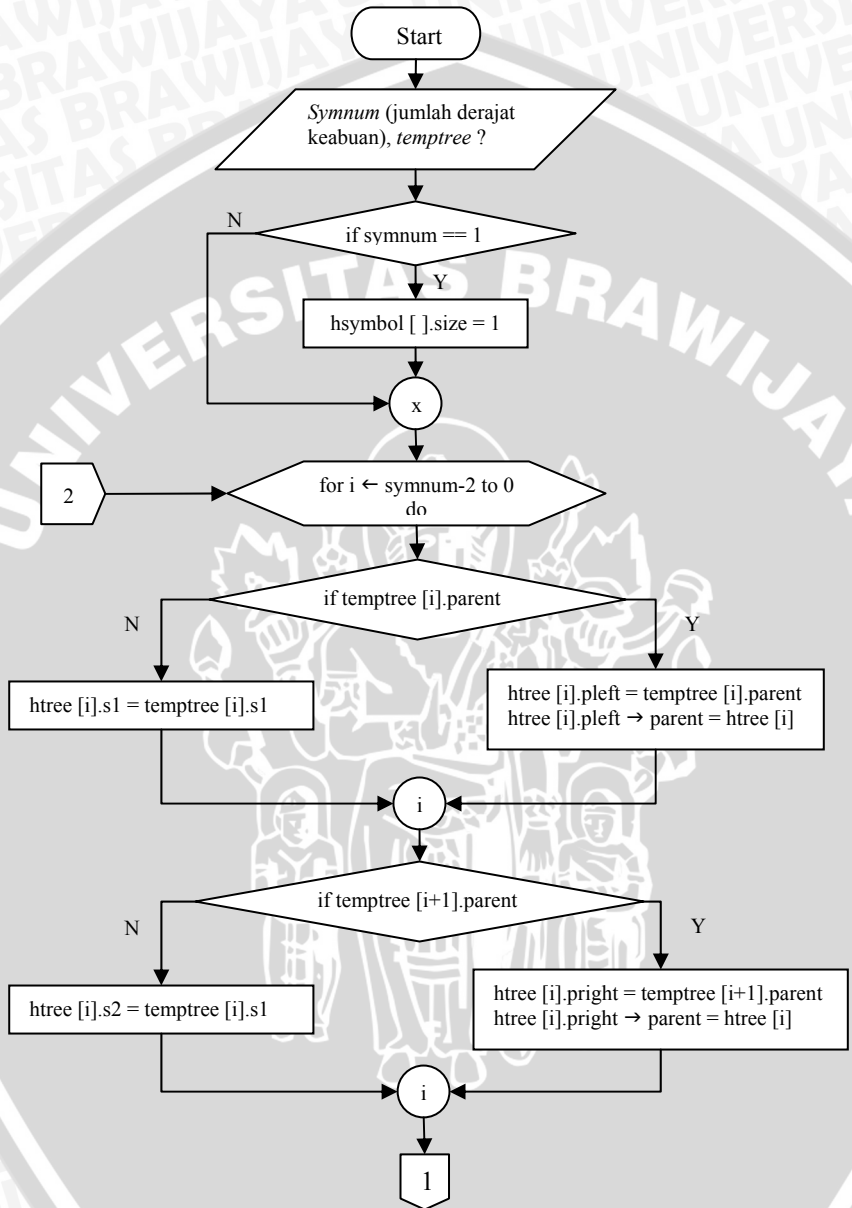 Start
Symnum (jumlah derajat
keabuan), temptree ?
N
if symnum == 1
Y
hsymbol [ ].size = 1
x
2
for i ← symnum-2 to 0
do
if temptree [i].parent
N
Y
htree [i].s1 = temptree [i].s1
htree [i].pleft = temptree [i].parent
htree [i].pleft → parent = htree [i]
i
if temptree [i+1].parent
N
Y
htree [i].s2 = temptree [i].s1
htree [i].pright = temptree [i+1].parent
htree [i].pright → parent = htree [i]
i
1
UNIVERSITAS BRAWIJAYA